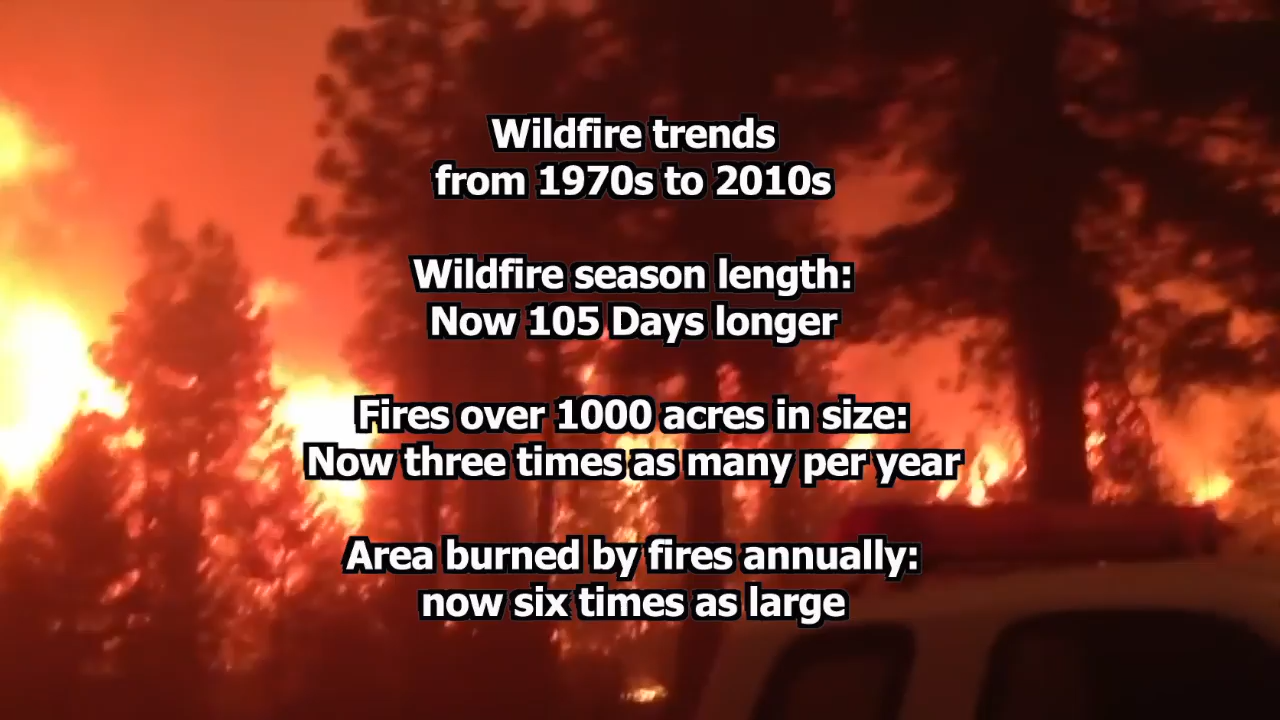 Wildfire trends
from 1970s to 2010s
Wildfire season length:
Now 105 Days longer
Fires over 1000 acres in size:
Now three times as many per year
Area burned by fires annually:
now six times as large